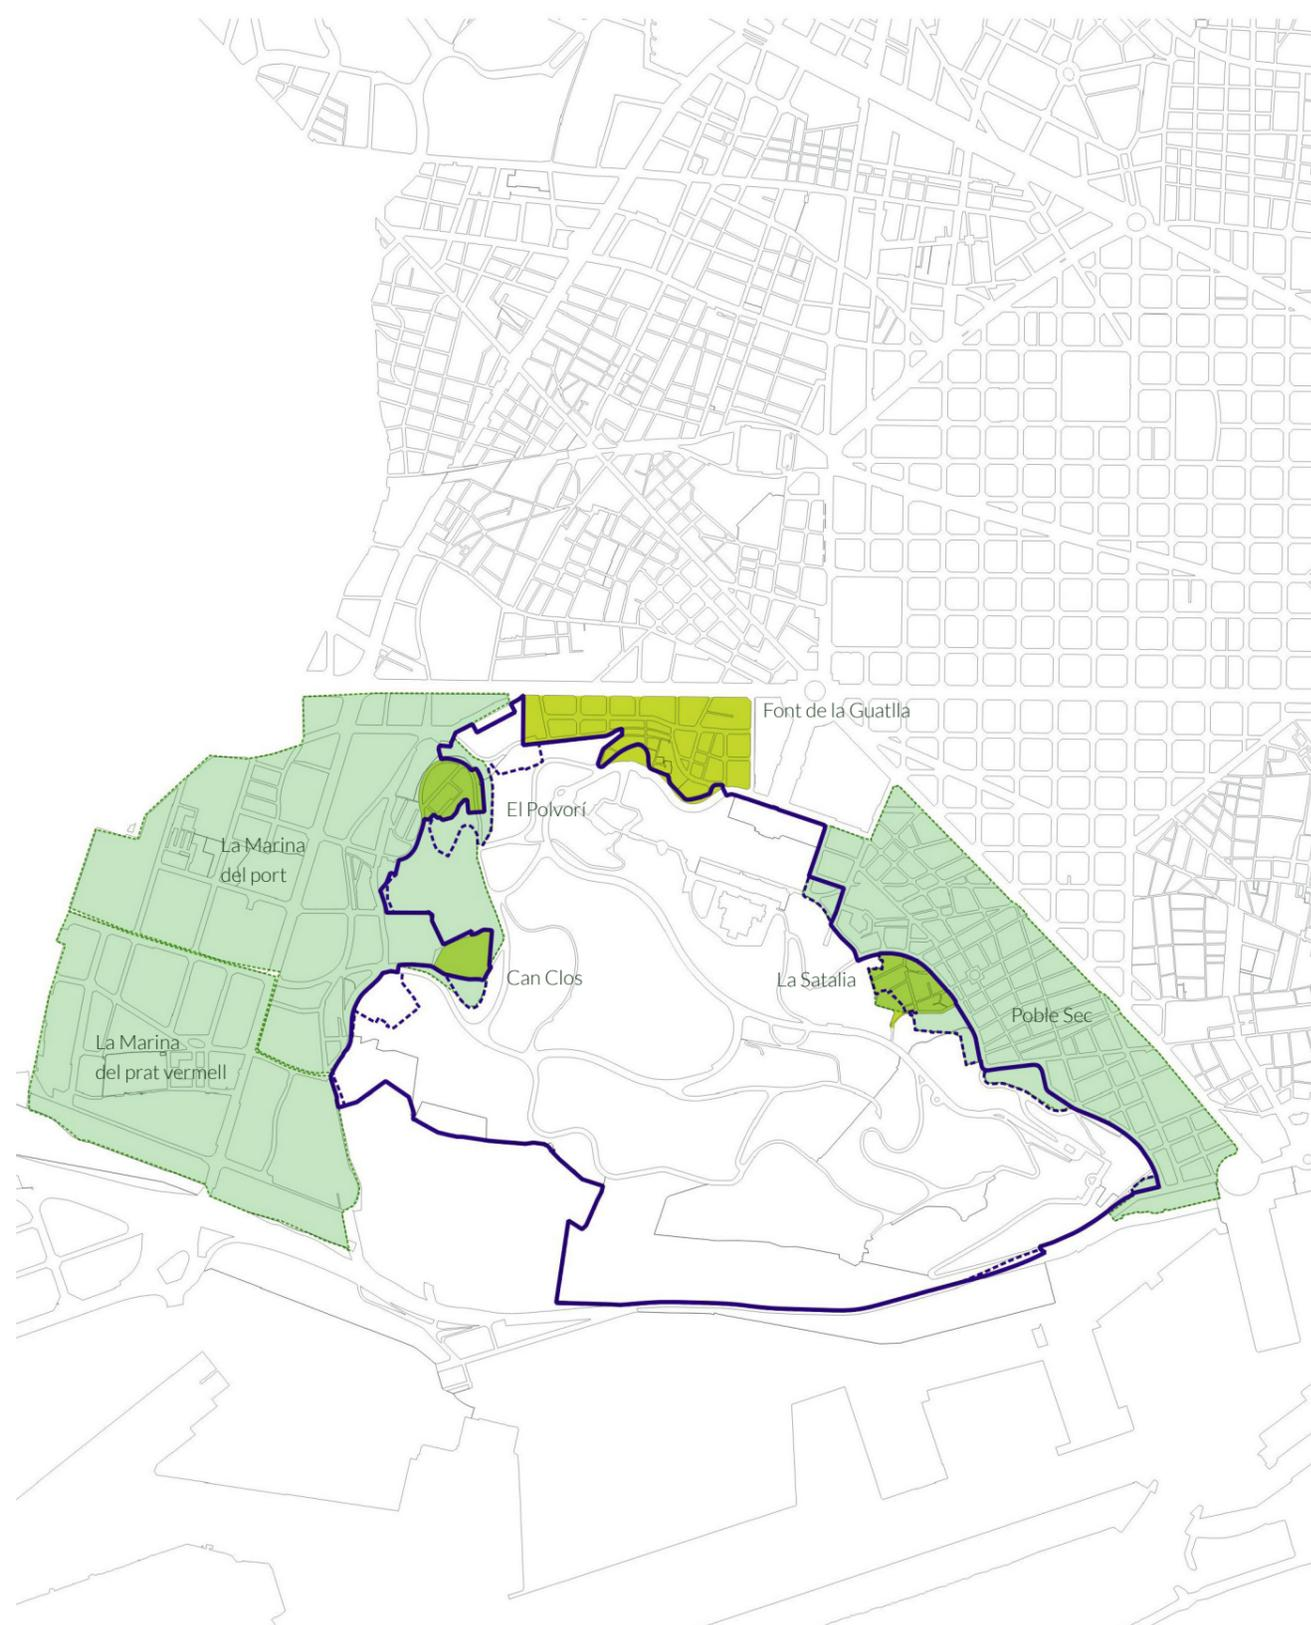 Font de la Guatlla
El Polvorí
La Marina
del port
Can Clos
La Satalia
Poble Sec
La Marina
del prat vermell